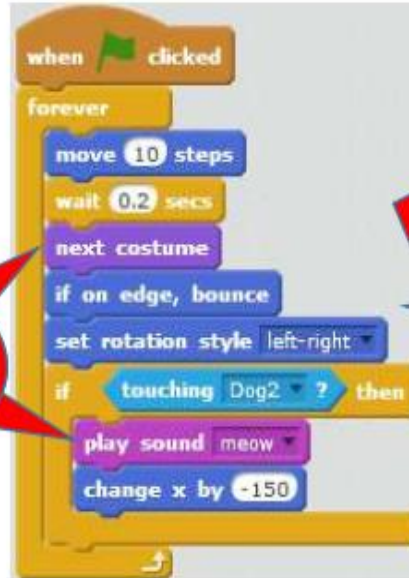 when clicked
forever
move 10 steps
wait 0.2 secs
next costume
if on edge, bounce
set rotation style left-right
if touching Dog2 ? then
play sound meow
change x by -150